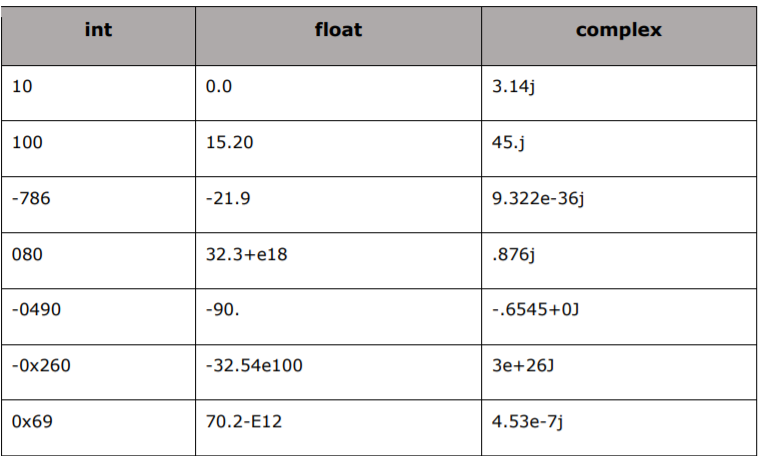 int float complex
10 0.0 3.14j
100 15.20 45.j
-786 -21.9 9.322e-36j
080 32.3+e18 .876j
-0490 -90. -.6545+0J
-0x260 -32.54e100 3e+26J
0x69 70.2-E12 4.53e-7j